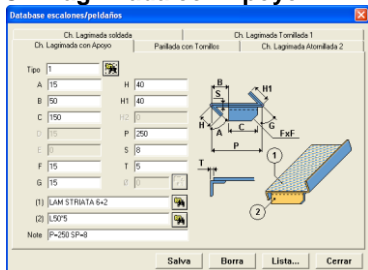 Database escalones/peldaños
Ch. Lagrimada soldada
Ch. Lagrimada Tornillada 1
Ch. Lagrimada con Apoyo
Parillada con Tornillos
Ch. Lagrimada Atornillada 2
Tipo 1
A 15 H 40
B 50 H1 40
C 150 H2 0
D 15 P 250
E 0 S 8
F 15 T 5
G 15 Ø 0
(1) LAM STRIATA 6+2
(2) L50*5
Note P=250 SP=8
B
S
H1
H
A
C
G
FxF
P
T
1
2
Salva Borra Lista... Cerrar